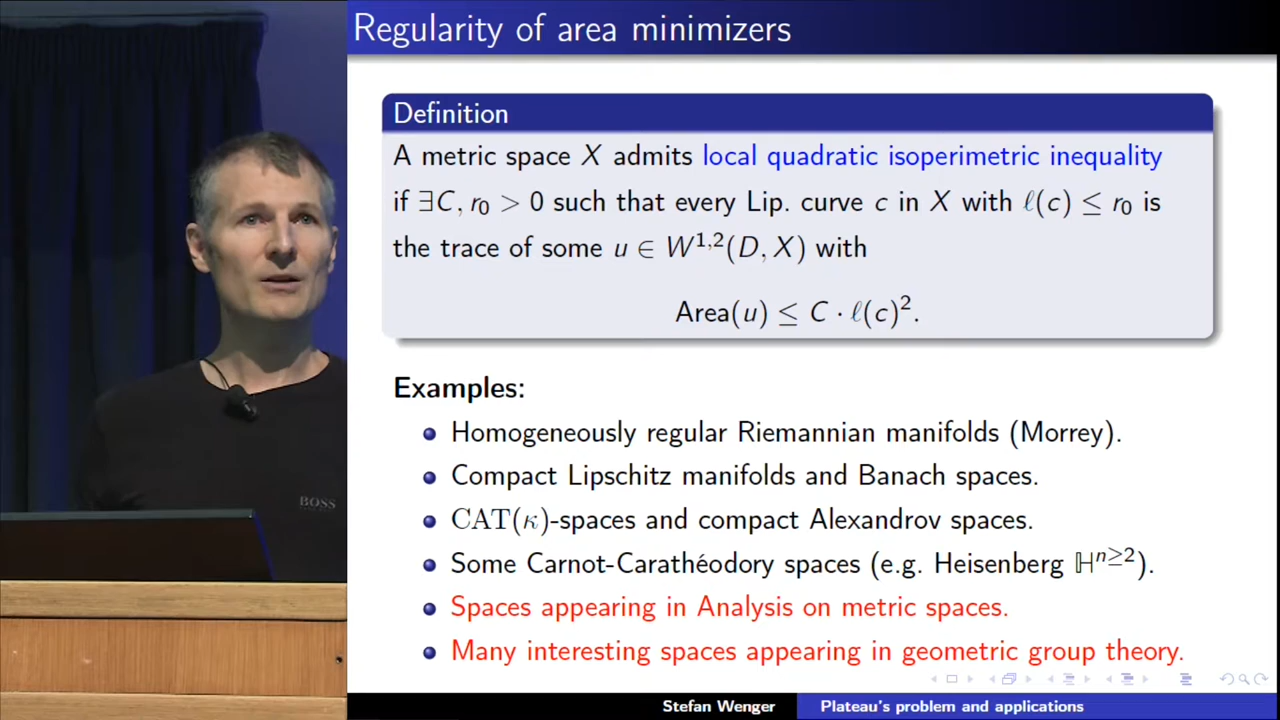 Regularity of area minimizers
Definition
A metric space X admits local quadratic isoperimetric inequality
if ∃C, r₀ > 0 such that every Lip. curve c in X with ℓ(c) ≤ r₀ is
the trace of some u ∈ W^{1,2}(D, X) with
Area(u) ≤ C · ℓ(c)².
Examples:
Homogeneously regular Riemannian manifolds (Morrey).
Compact Lipschitz manifolds and Banach spaces.
CAT(κ)-spaces and compact Alexandrov spaces.
Some Carnot-Carathéodory spaces (e.g. Heisenberg ℍ^{n≥2}).
Spaces appearing in Analysis on metric spaces.
Many interesting spaces appearing in geometric group theory.
BOSS
Stefan Wenger Plateau's problem and applications